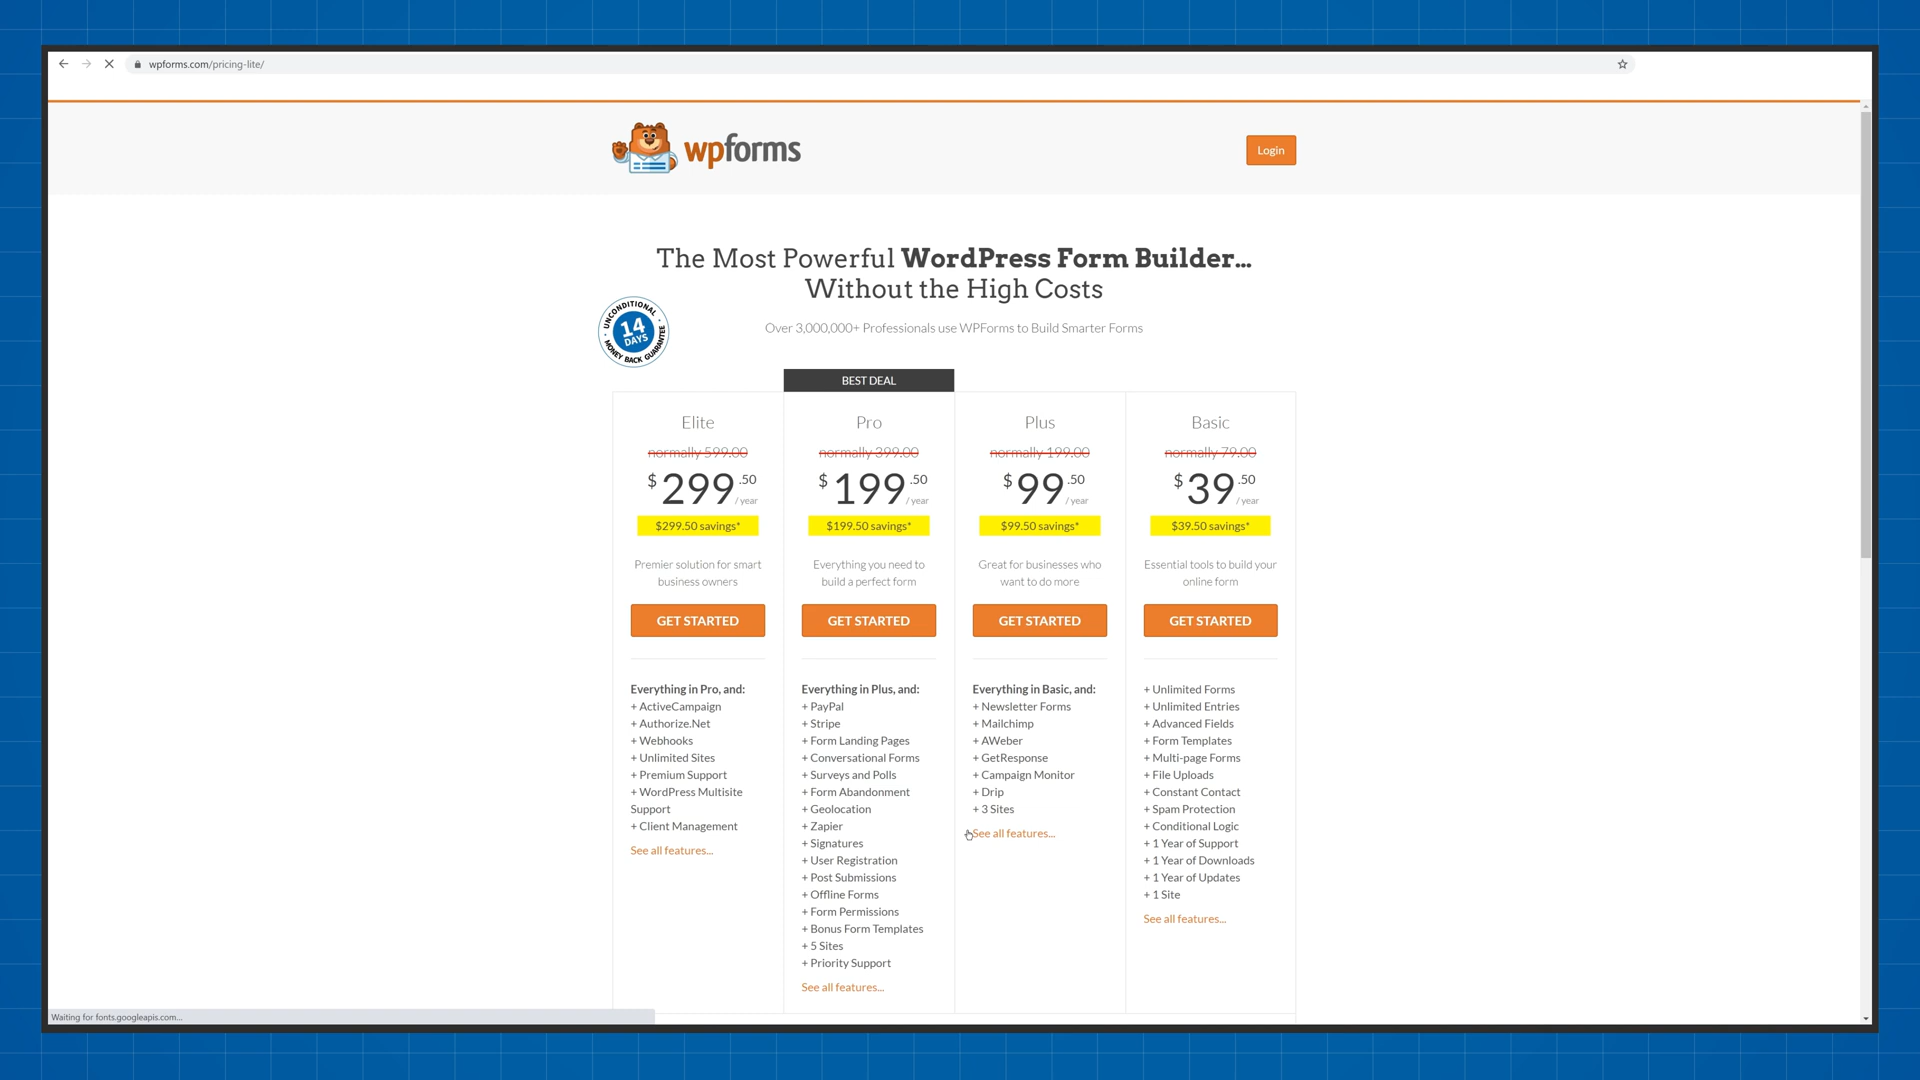 wpforms.com/pricing-lite/
wpforms
Login
The Most Powerful WordPress Form Builder...
Without the High Costs
UNCONDITIONAL
14
DAYS
MONEY BACK GUARANTEE
Over 3,000,000+ Professionals use WPForms to Build Smarter Forms
BEST DEAL
Elite
normally 599.00
$299.50
/ year
$299.50 savings*
Premier solution for smart
business owners
GET STARTED
Everything in Pro, and:
+ ActiveCampaign
+ Authorize.Net
+ Webhooks
+ Unlimited Sites
+ Premium Support
+ WordPress Multisite
Support
+ Client Management
See all features...
Pro
normally 399.00
$199.50
/ year
$199.50 savings*
Everything you need to
build a perfect form
GET STARTED
Everything in Plus, and:
+ PayPal
+ Stripe
+ Form Landing Pages
+ Conversational Forms
+ Surveys and Polls
+ Form Abandonment
+ Geolocation
+ Zapier
+ Signatures
+ User Registration
+ Post Submissions
+ Offline Forms
+ Form Permissions
+ Bonus Form Templates
+ 5 Sites
+ Priority Support
See all features...
Plus
normally 199.00
$99.50
/ year
$99.50 savings*
Great for businesses who
want to do more
GET STARTED
Everything in Basic, and:
+ Newsletter Forms
+ Mailchimp
+ AWeber
+ GetResponse
+ Campaign Monitor
+ Drip
+ 3 Sites
See all features...
Basic
normally 79.00
$39.50
/ year
$39.50 savings*
Essential tools to build your
online form
GET STARTED
+ Unlimited Forms
+ Unlimited Entries
+ Advanced Fields
+ Form Templates
+ Multi-page Forms
+ File Uploads
+ Constant Contact
+ Spam Protection
+ Conditional Logic
+ 1 Year of Support
+ 1 Year of Downloads
+ 1 Year of Updates
+ 1 Site
See all features...
Waiting for fonts.googleapis.com...